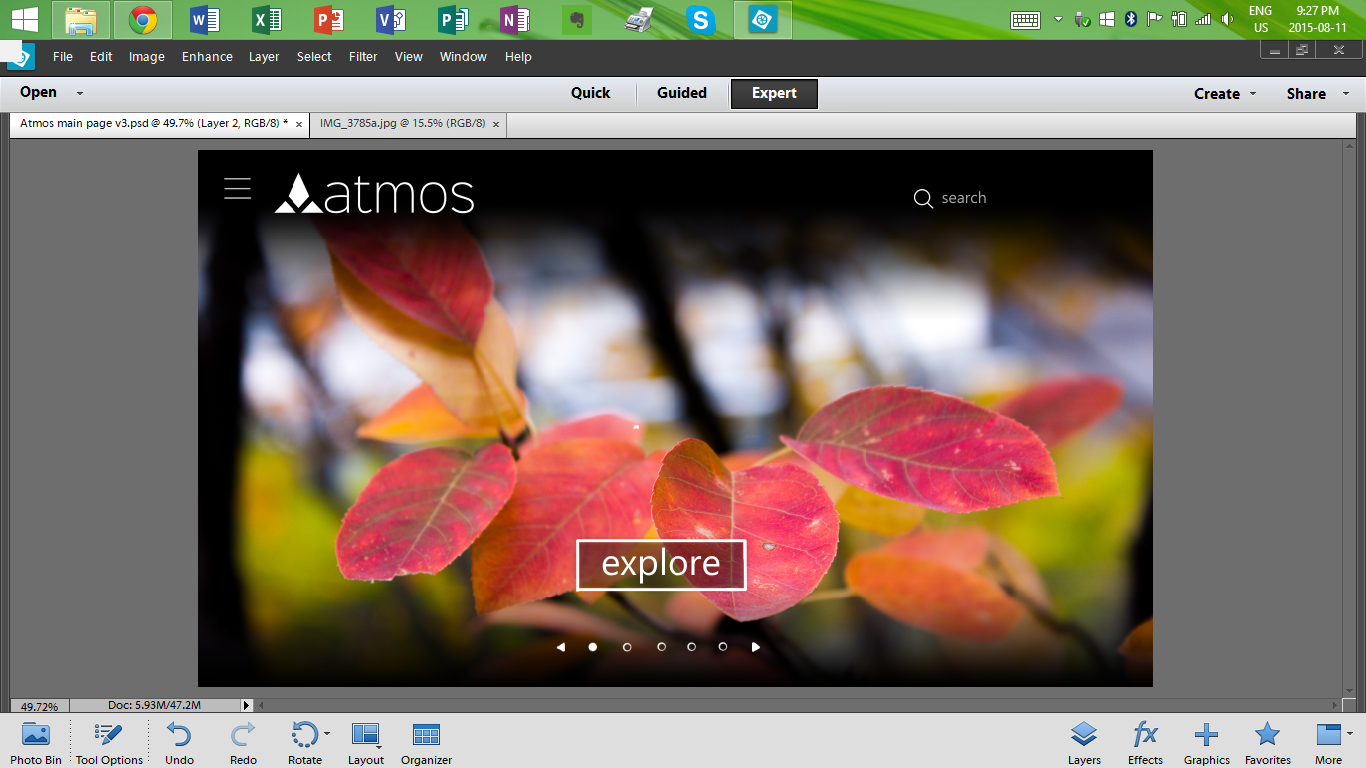 ENG 9:27 PM
US 2015-08-11
File Edit Image Enhance Layer Select Filter View Window Help
Open Quick Guided Expert Create Share
Atmos main page v3.psd @ 49.7% (Layer 2, RGB/8) * × IMG_3785a.jpg @ 15.5% (RGB/8) ×
atmos
search
explore
49.72% Doc: 5.93M/47.2M
Photo Bin Tool Options Undo Redo Rotate Layout Organizer Layers Effects Graphics Favorites More